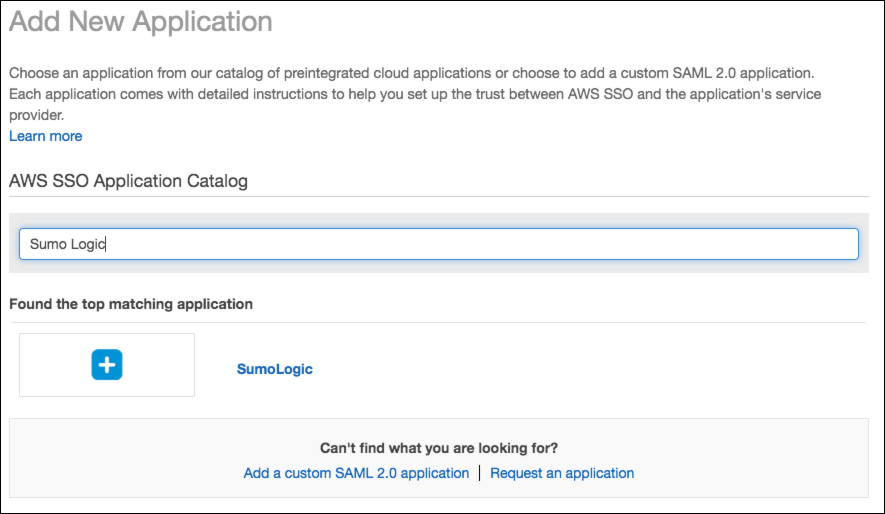 Add New Application
Choose an application from our catalog of preintegrated cloud applications or choose to add a custom SAML 2.0 application.
Each application comes with detailed instructions to help you set up the trust between AWS SSO and the application's service
provider.
Learn more
AWS SSO Application Catalog
Sumo Logic
Found the top matching application
SumoLogic
Can't find what you are looking for?
Add a custom SAML 2.0 application | Request an application